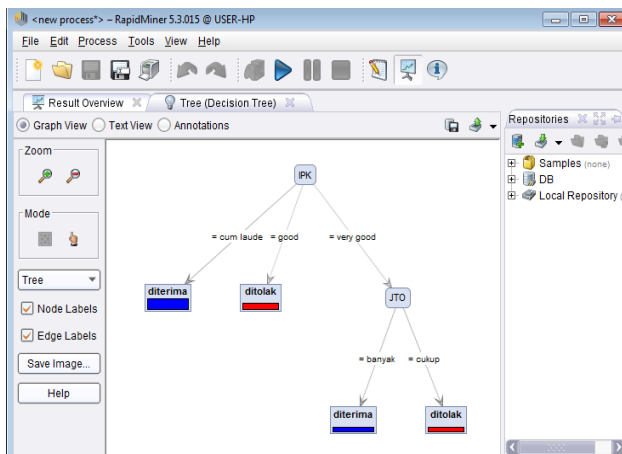 <new process*> – RapidMiner 5.3.015 @ USER-HP
File Edit Process Tools View Help
Result Overview Tree (Decision Tree)
Graph View Text View Annotations
Zoom
Mode
Tree
Node Labels
Edge Labels
Save Image...
Help
IPK
= cum laude = good = very good
diterima ditolak
JTO
= banyak = cukup
diterima ditolak
Repositories
Samples (none)
DB
Local Repository